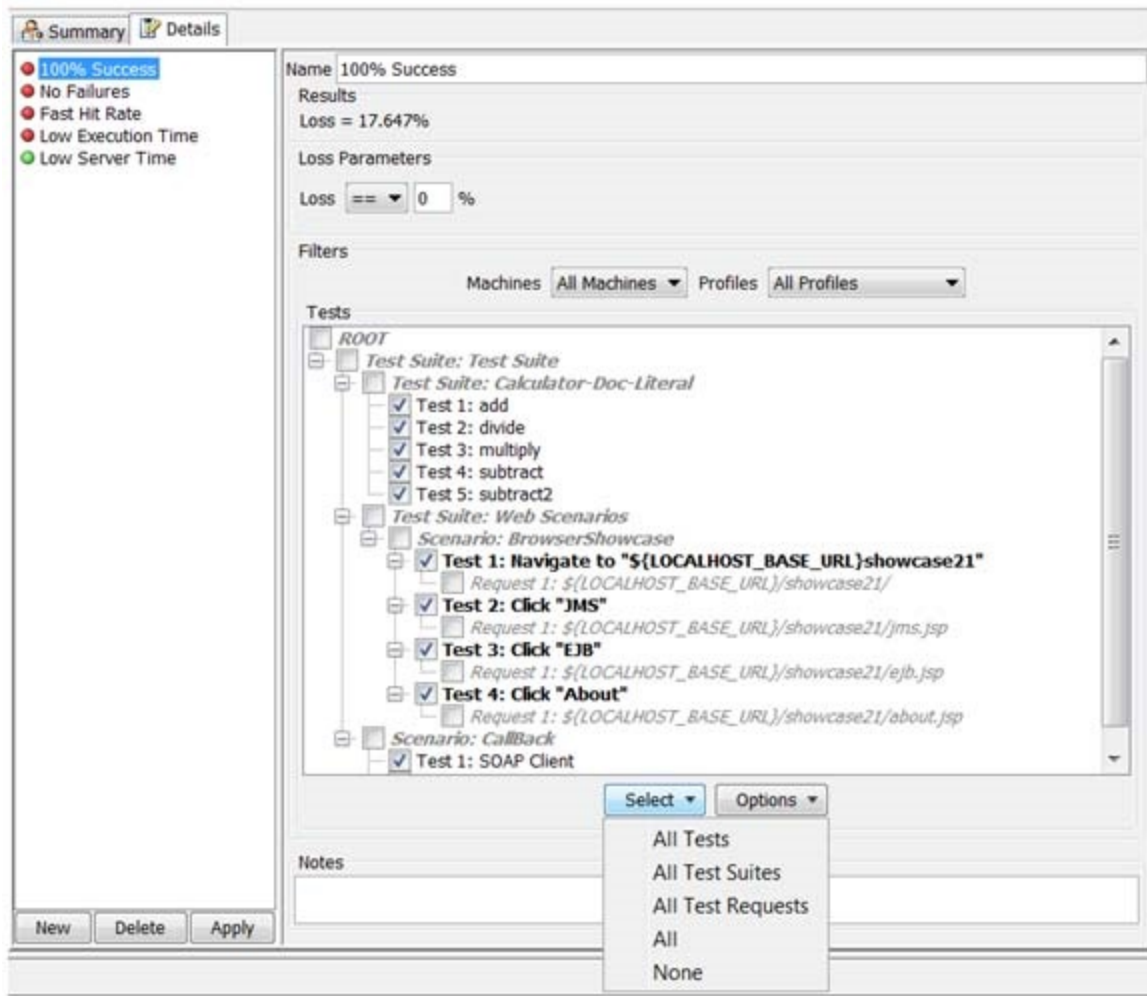 Summary Details
100% Success
No Failures
Fast Hit Rate
Low Execution Time
Low Server Time
New Delete Apply
Name 100% Success
Results
Loss = 17.647%
Loss Parameters
Loss == 0 %
Filters
Machines All Machines Profiles All Profiles
Tests
ROOT
Test Suite: Test Suite
Test Suite: Calculator-Doc-Literal
Test 1: add
Test 2: divide
Test 3: multiply
Test 4: subtract
Test 5: subtract2
Test Suite: Web Scenarios
Scenario: BrowserShowcase
Test 1: Navigate to "${LOCALHOST_BASE_URL}showcase21"
Request 1: ${LOCALHOST_BASE_URL}/showcase21/
Test 2: Click "JMS"
Request 1: ${LOCALHOST_BASE_URL}/showcase21/jms.jsp
Test 3: Click "EJB"
Request 1: ${LOCALHOST_BASE_URL}/showcase21/ejb.jsp
Test 4: Click "About"
Request 1: ${LOCALHOST_BASE_URL}/showcase21/about.jsp
Scenario: CallBack
Test 1: SOAP Client
Select Options
All Tests
All Test Suites
All Test Requests
All
None
Notes